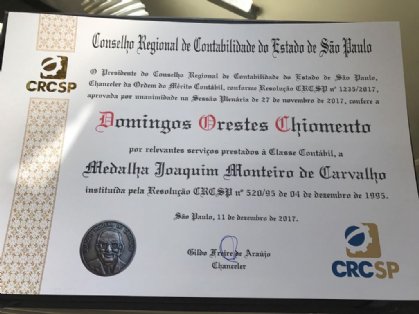 Conselho Regional de Contabilidade do Estado de São Paulo
CRCSP
O Presidente do Conselho Regional de Contabilidade do Estado de São Paulo,
Chanceler da Ordem do Mérito Contábil, conforme Resolução CRCSP nº 1235/2017,
aprovada por unanimidade na Sessão Plenária de 27 de novembro de 2017, confere a
Domingos Orestes Chiomento
por relevantes serviços prestados à Classe Contábil, a
Medalha Joaquim Monteiro de Carvalho
instituída pela Resolução CRCSP nº 520/95 de 04 de dezembro de 1995.
São Paulo, 11 de dezembro de 2017.
Gildo Freire de Araújo
Chanceler
CRCSP